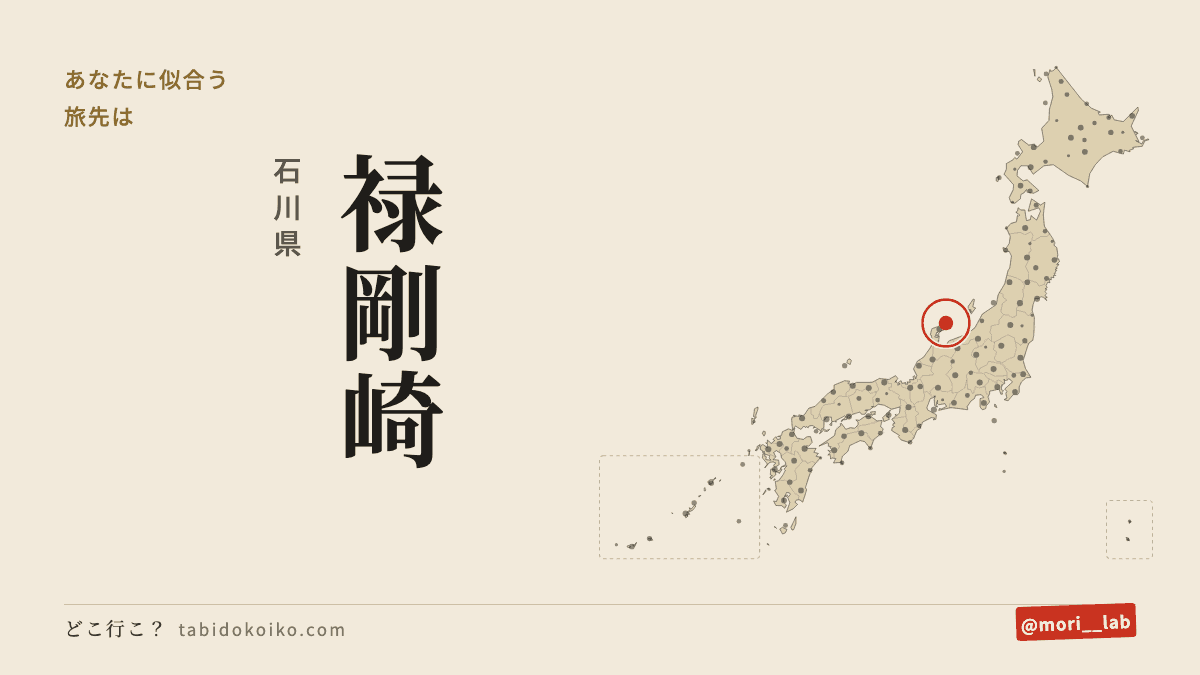 あなたに似合う
旅先は
禄剛崎
石川県
どこ行こ？ tabidokoiko.com
@mori__lab